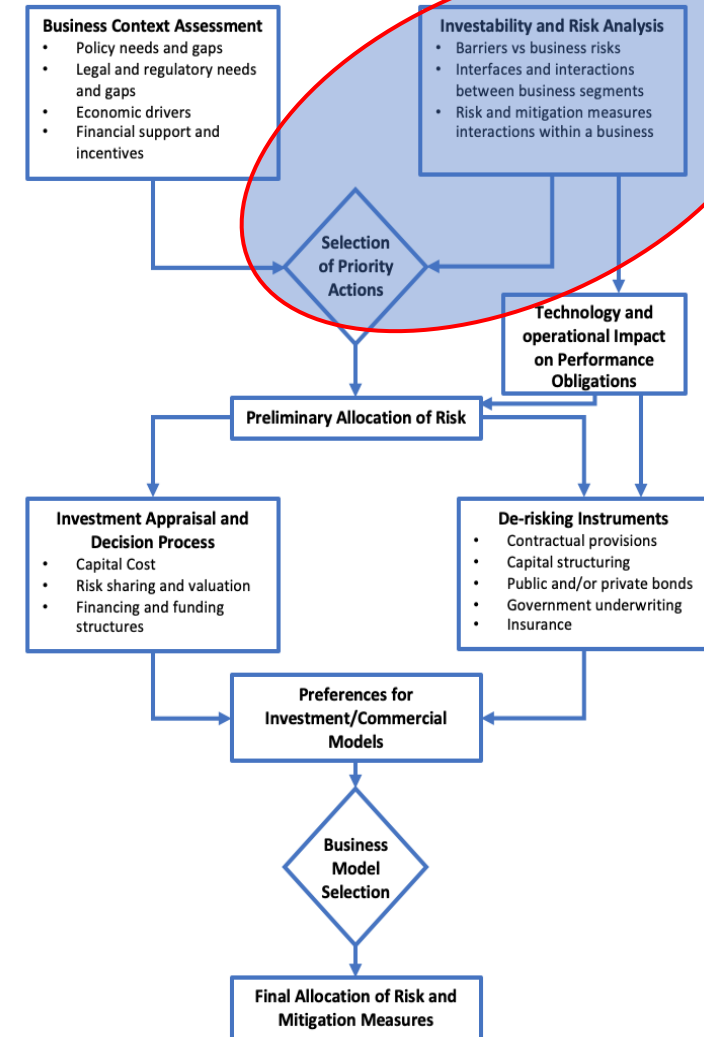 Business Context Assessment
• Policy needs and gaps
• Legal and regulatory needs
and gaps
• Economic drivers
• Financial support and
incentives
Investability and Risk Analysis
• Barriers vs business risks
• Interfaces and interactions
between business segments
• Risk and mitigation measures
interactions within a business
Selection
of Priority
Actions
Technology and
operational Impact
on Performance
Obligations
Preliminary Allocation of Risk
Investment Appraisal and
Decision Process
• Capital Cost
• Risk sharing and valuation
• Financing and funding
structures
De-risking Instruments
• Contractual provisions
• Capital structuring
• Public and/or private bonds
• Government underwriting
• Insurance
Preferences for
Investment/Commercial
Models
Business
Model
Selection
Final Allocation of Risk and
Mitigation Measures